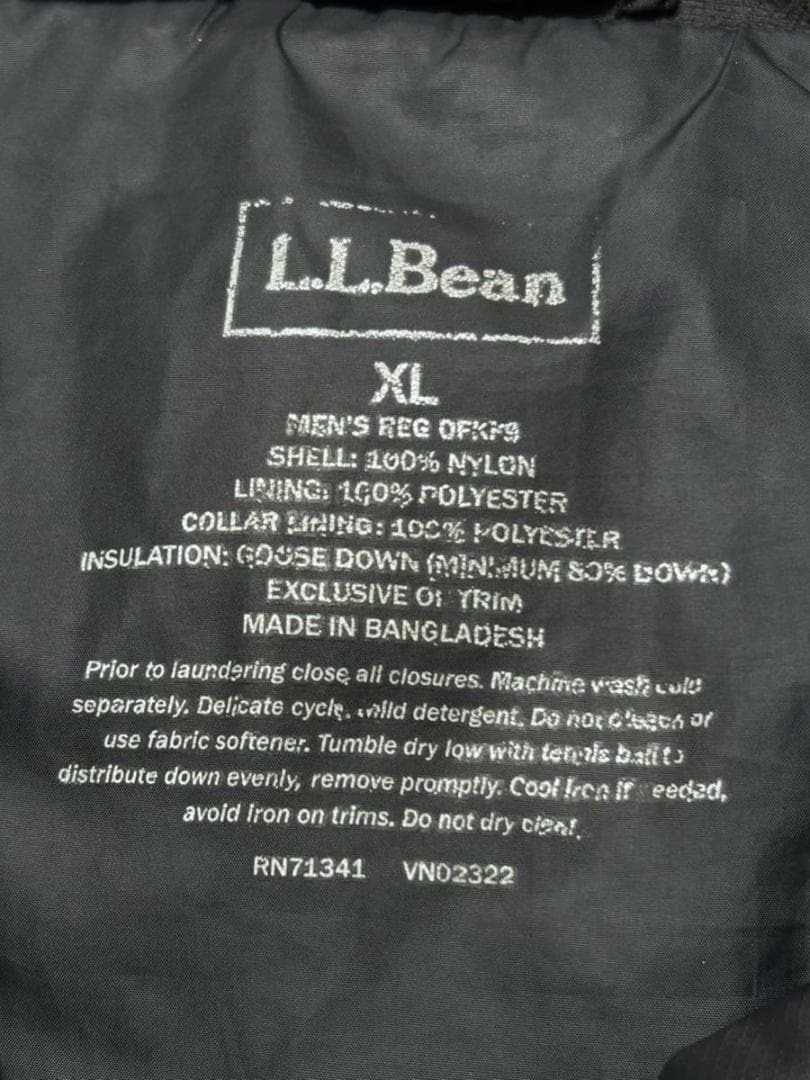 L.L.Bean
XL
MEN'S REG
SHELL: 100% NYLON
LINING: 100% POLYESTER
COLLAR LINING: 100% POLYESTER
INSULATION: GOOSE DOWN (MINIMUM 80% DOWN)
EXCLUSIVE OF TRIM
MADE IN BANGLADESH
Prior to laundering close all closures. Machine wash cold
separately. Delicate cycle, mild detergent. Do not bleach or
use fabric softener. Tumble dry low with tennis ball to
distribute down evenly, remove promptly. Cool Iron if needed,
avoid iron on trims. Do not dry clean.
RN71341 VN02322